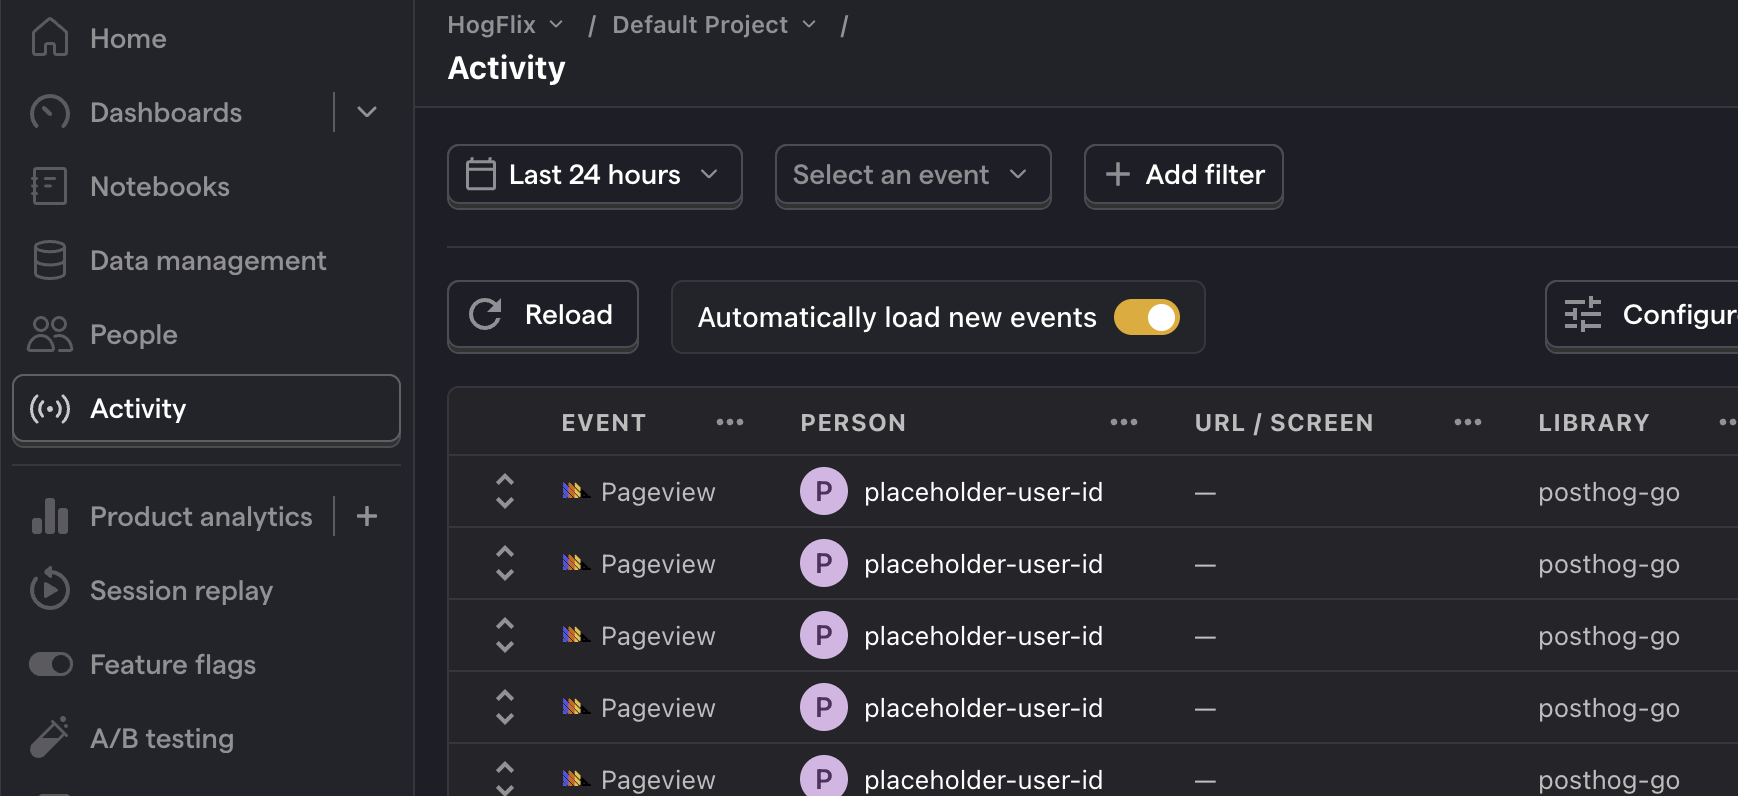 Home
Dashboards
Notebooks
Data management
People
Activity
Product analytics
Session replay
Feature flags
A/B testing
HogFlix / Default Project /
Activity
Last 24 hours Select an event + Add filter
Reload Automatically load new events
EVENT ••• PERSON ••• URL / SCREEN ••• LIBRARY
Pageview P placeholder-user-id — posthog-go
Pageview P placeholder-user-id — posthog-go
Pageview P placeholder-user-id — posthog-go
Pageview P placeholder-user-id — posthog-go
Pageview P placeholder-user-id — posthog-go